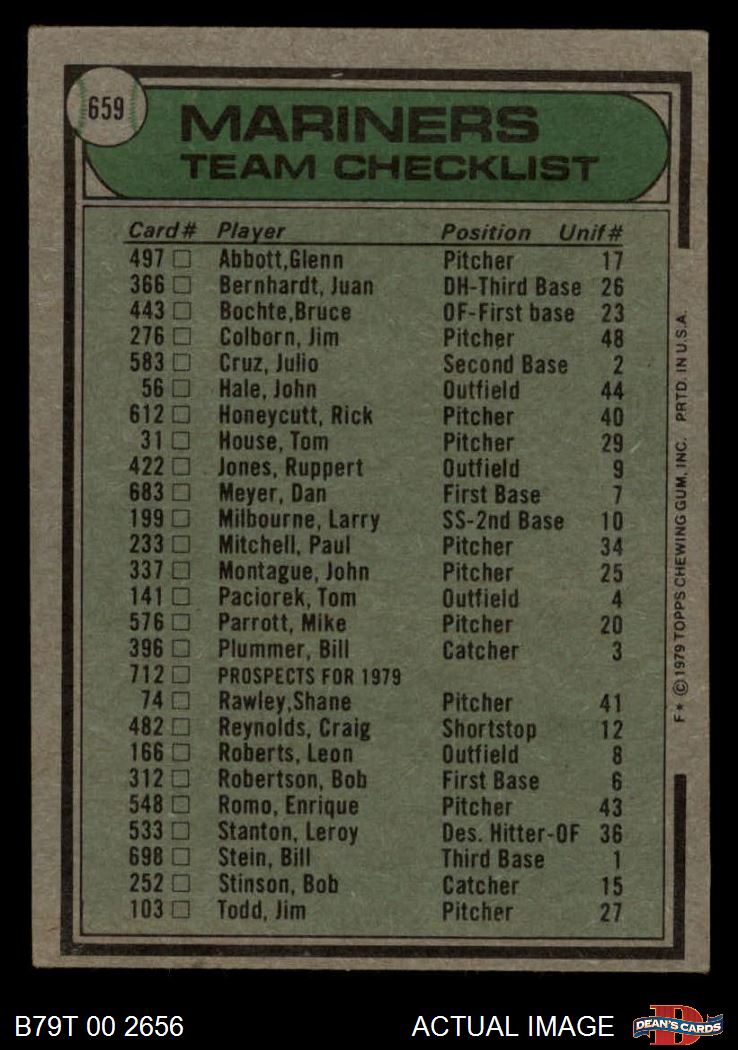 659
MARINERS
TEAM CHECKLIST
Card # Player Position Unif #
497 Abbott,Glenn Pitcher 17
366 Bernhardt, Juan DH-Third Base 26
443 Bochte,Bruce OF-First base 23
276 Colborn, Jim Pitcher 48
583 Cruz, Julio Second Base 2
56 Hale, John Outfield 44
612 Honeycutt, Rick Pitcher 40
31 House, Tom Pitcher 29
422 Jones, Ruppert Outfield 9
683 Meyer, Dan First Base 7
199 Milbourne, Larry SS-2nd Base 10
233 Mitchell, Paul Pitcher 34
337 Montague, John Pitcher 25
141 Paciorek, Tom Outfield 4
576 Parrott, Mike Pitcher 20
396 Plummer, Bill Catcher 3
712 PROSPECTS FOR 1979
74 Rawley,Shane Pitcher 41
482 Reynolds, Craig Shortstop 12
166 Roberts, Leon Outfield 8
312 Robertson, Bob First Base 6
548 Romo, Enrique Pitcher 43
533 Stanton, Leroy Des. Hitter-OF 36
698 Stein, Bill Third Base 1
252 Stinson, Bob Catcher 15
103 Todd, Jim Pitcher 27
F* © 1979 TOPPS CHEWING GUM, INC. PRTD. IN U.S.A.
B79T 00 2656 ACTUAL IMAGE
D
DEAN'S CARDS